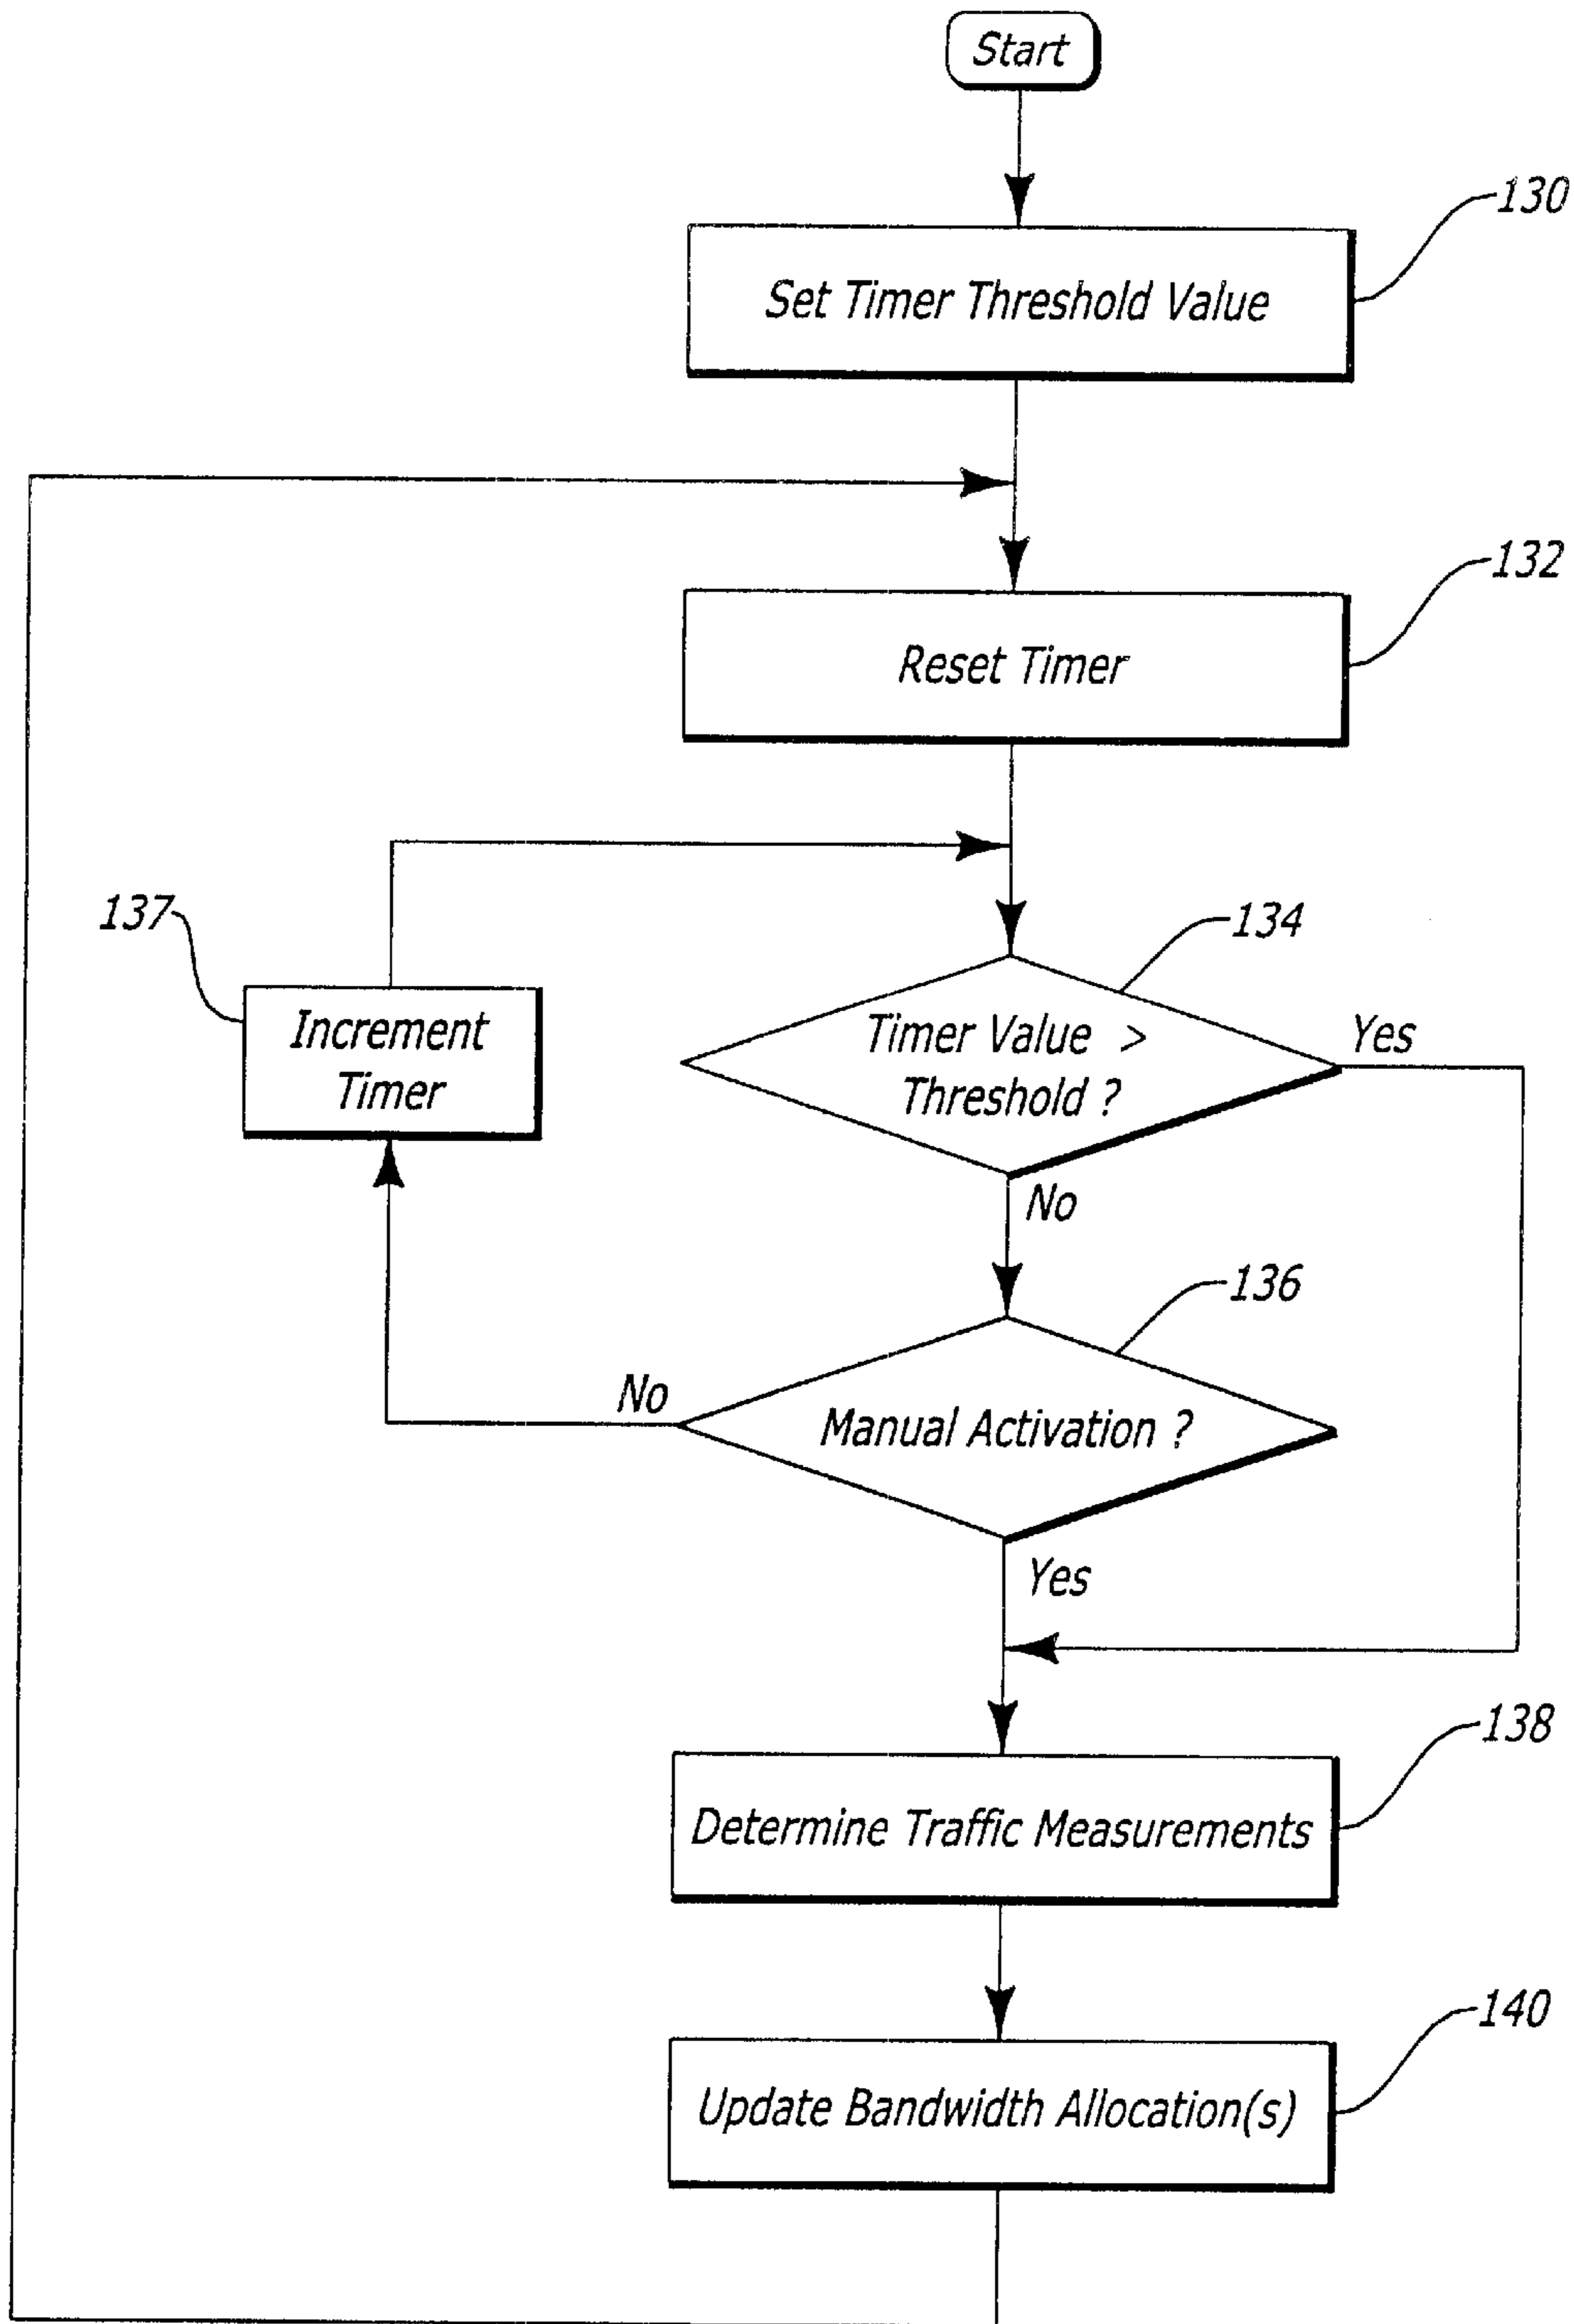 Start
130
Set Timer Threshold Value
132
Reset Timer
137
134
Increment
Timer
Timer Value >
Threshold ?
Yes
No
136
No
Manual Activation ?
Yes
138
Determine Traffic Measurements
140
Update Bandwidth Allocation(s)